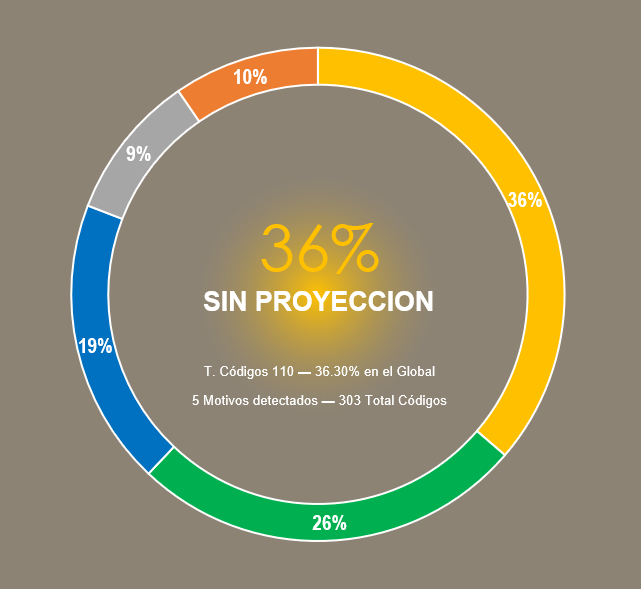 10%
9%
36%
36%
SIN PROYECCION
19%
T. Códigos 110 — 36.30% en el Global
5 Motivos detectados — 303 Total Códigos
26%